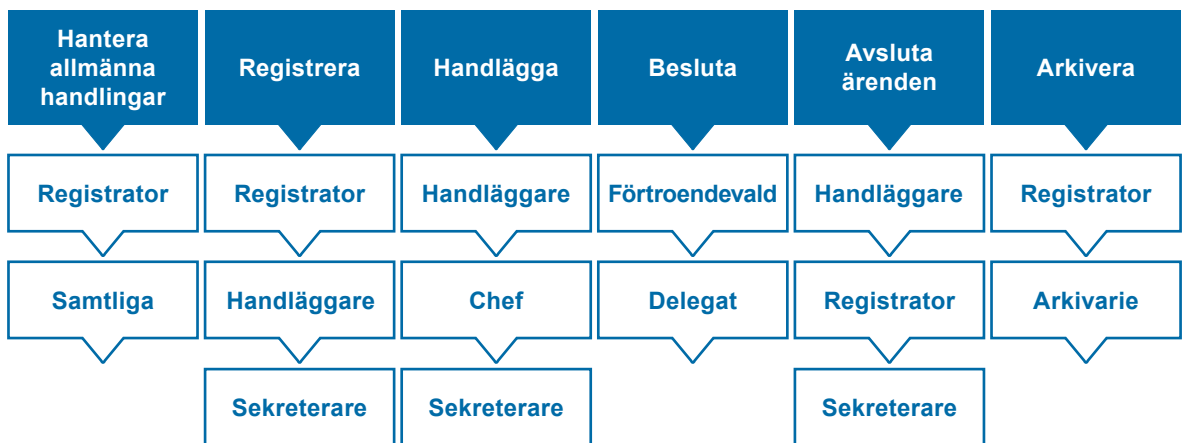 Hantera
allmänna
handlingar
Registrera
Handlägga
Besluta
Avsluta
ärenden
Arkivera
Registrator
Registrator
Handläggare
Förtroendevald
Handläggare
Registrator
Samtliga
Handläggare
Chef
Delegat
Registrator
Arkivarie
Sekreterare
Sekreterare
Sekreterare